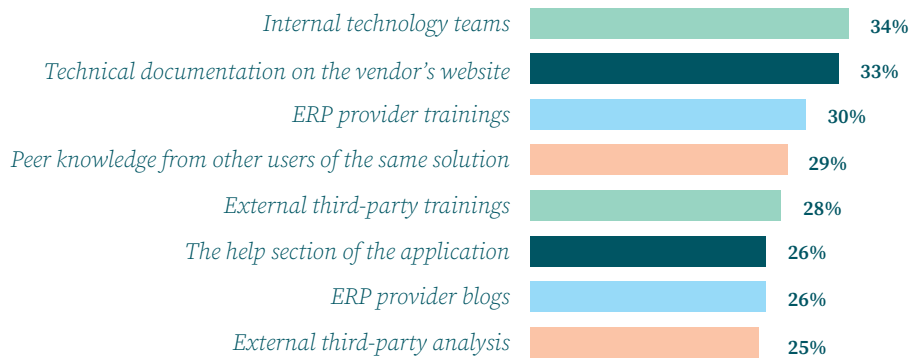 Internal technology teams 34%
Technical documentation on the vendor’s website 33%
ERP provider trainings 30%
Peer knowledge from other users of the same solution 29%
External third-party trainings 28%
The help section of the application 26%
ERP provider blogs 26%
External third-party analysis 25%